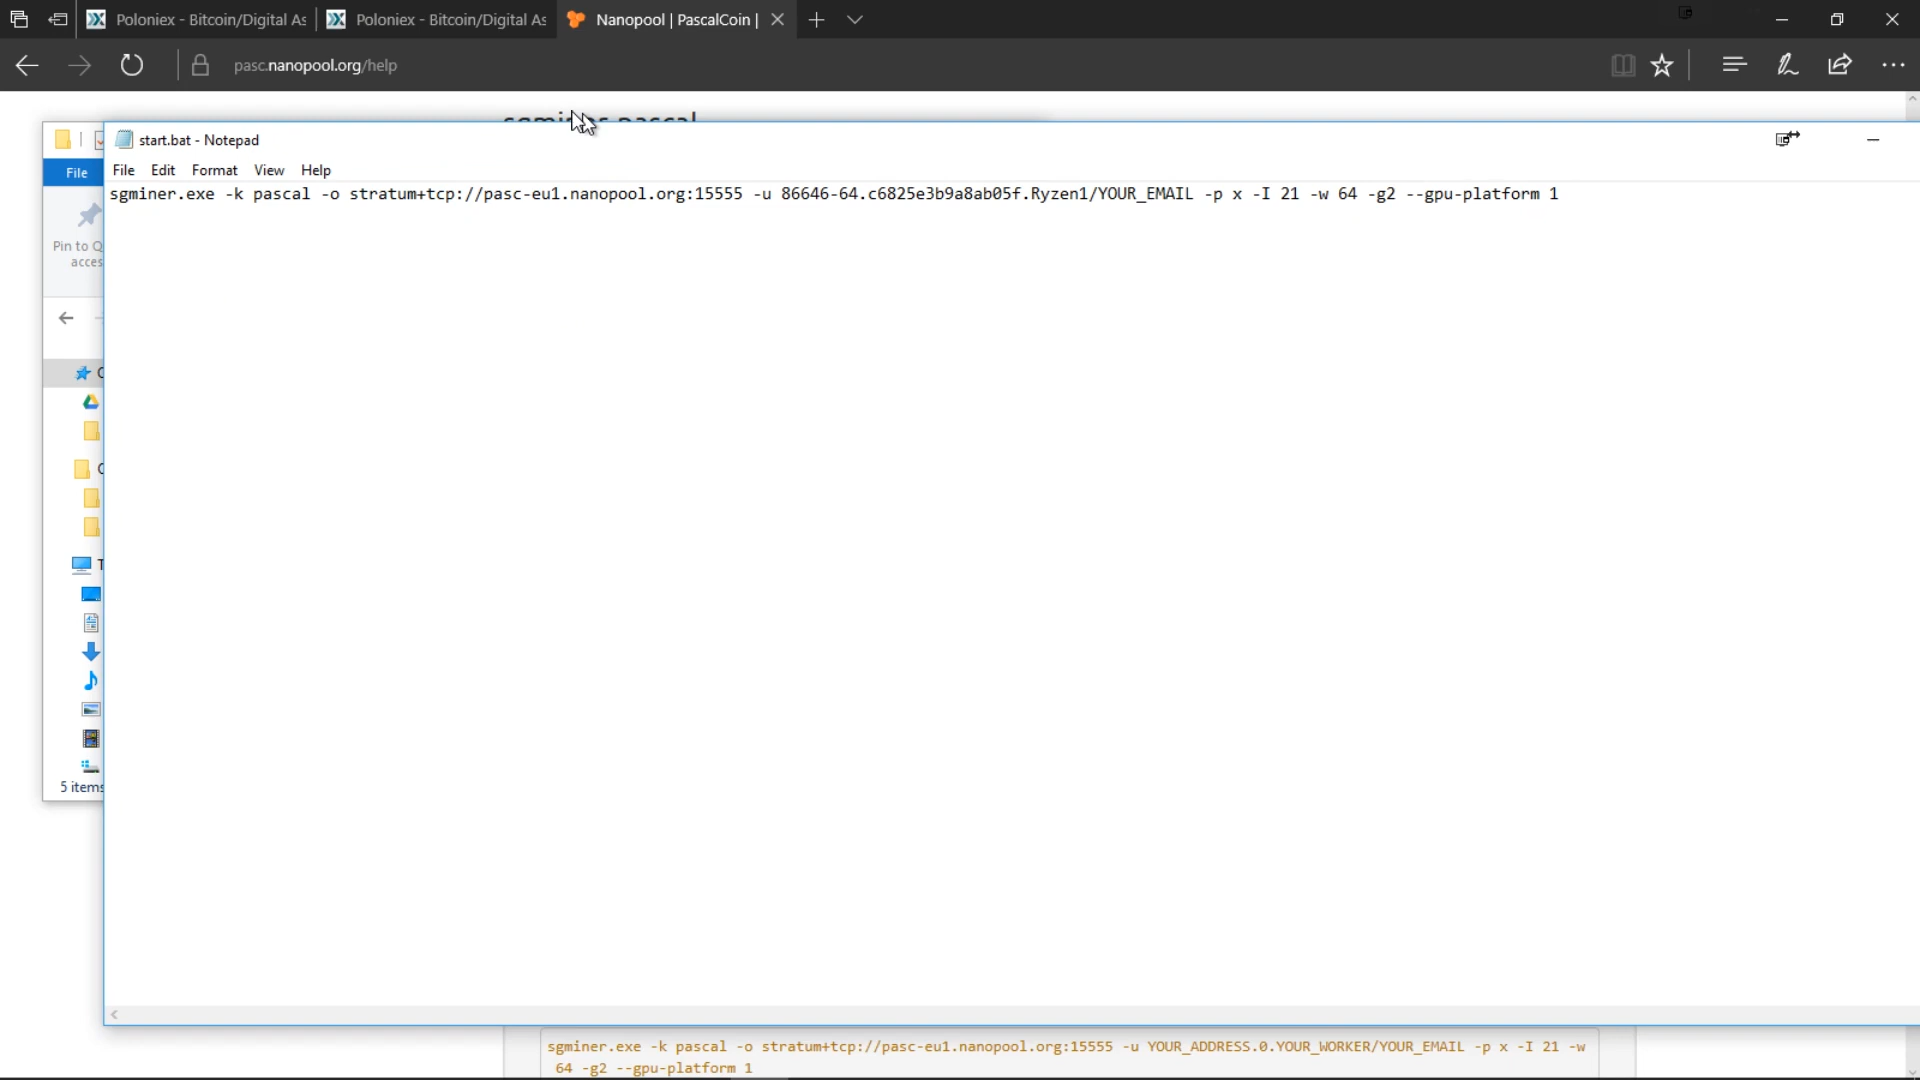 Poloniex - Bitcoin/Digital As
Poloniex - Bitcoin/Digital As
Nanopool | PascalCoin |
pasc.nanopool.org/help
sgminer pascal
start.bat - Notepad
File
File Edit Format View Help
sgminer.exe -k pascal -o stratum+tcp://pasc-eu1.nanopool.org:15555 -u 86646-64.c6825e3b9a8ab05f.Ryzen1/YOUR_EMAIL -p x -I 21 -w 64 -g2 --gpu-platform 1
Pin to Q
acces
5 items
sgminer.exe -k pascal -o stratum+tcp://pasc-eu1.nanopool.org:15555 -u YOUR_ADDRESS.0.YOUR_WORKER/YOUR_EMAIL -p x -I 21 -w
64 -g2 --gpu-platform 1